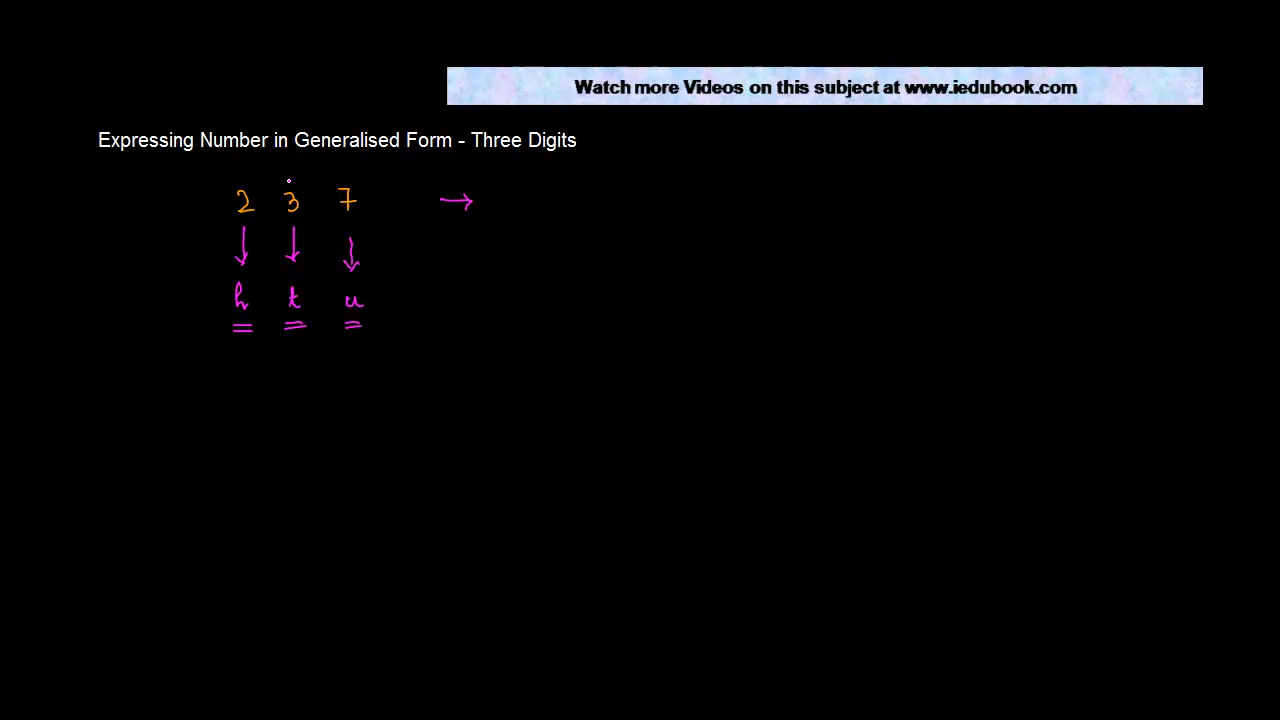 Watch more Videos on this subject at www.iedubook.com
Expressing Number in Generalised Form - Three Digits
2 3 7 →
h t u